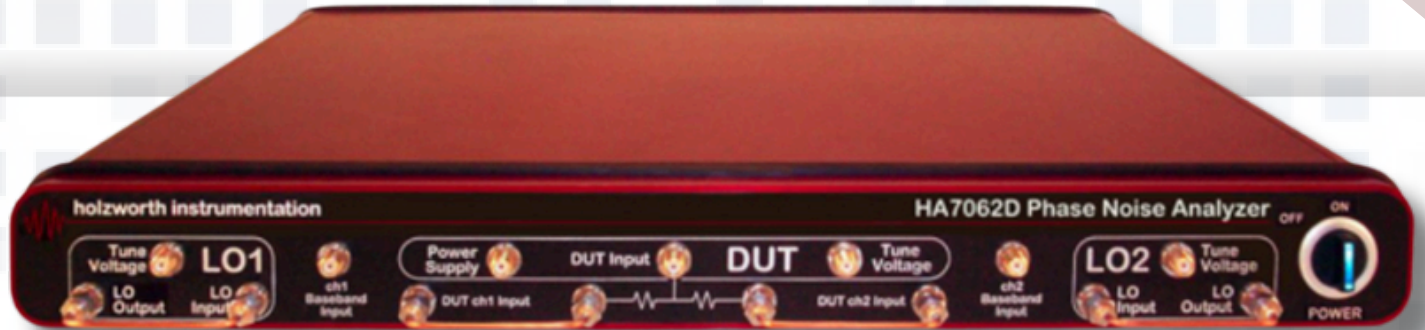 holzworth instrumentation
HA7062D Phase Noise Analyzer
OFF
ON
Tune
Voltage
LO1
LO
Output
LO
Input
ch1
Baseband
Input
Power
Supply
DUT Input
DUT
Tune
Voltage
DUT ch1 Input
DUT ch2 Input
ch2
Baseband
Input
LO2
Tune
Voltage
LO
Input
LO
Output
POWER